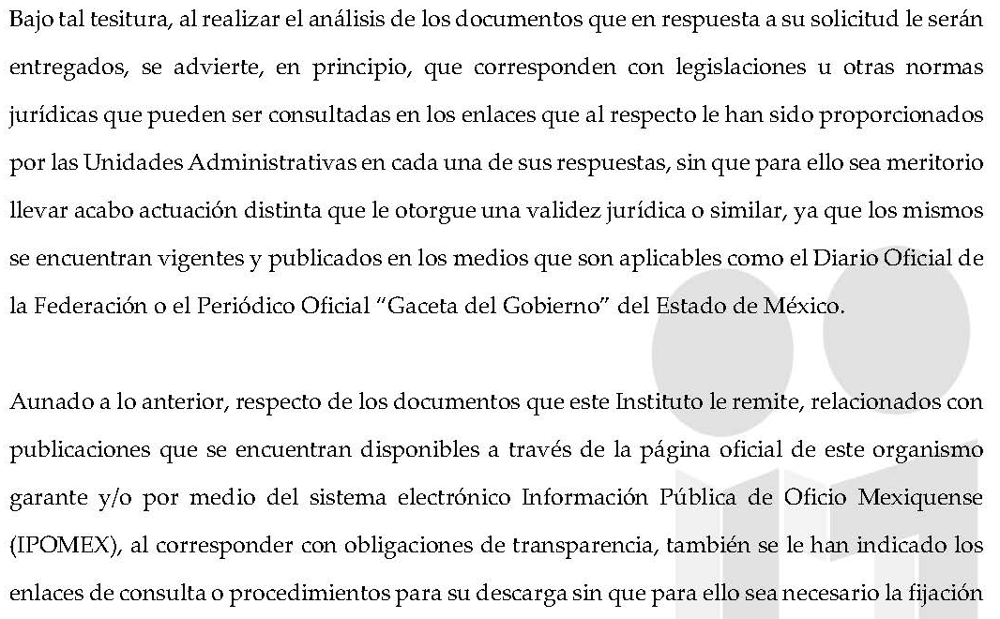 Bajo tal tesitura, al realizar el análisis de los documentos que en respuesta a su solicitud le serán
entregados, se advierte, en principio, que corresponden con legislaciones u otras normas
jurídicas que pueden ser consultadas en los enlaces que al respecto le han sido proporcionados
por las Unidades Administrativas en cada una de sus respuestas, sin que para ello sea meritorio
llevar acabo actuación distinta que le otorgue una validez jurídica o similar, ya que los mismos
se encuentran vigentes y publicados en los medios que son aplicables como el Diario Oficial de
la Federación o el Periódico Oficial “Gaceta del Gobierno” del Estado de México.
Aunado a lo anterior, respecto de los documentos que este Instituto le remite, relacionados con
publicaciones que se encuentran disponibles a través de la página oficial de este organismo
garante y/o por medio del sistema electrónico Información Pública de Oficio Mexiquense
(IPOMEX), al corresponder con obligaciones de transparencia, también se le han indicado los
enlaces de consulta o procedimientos para su descarga sin que para ello sea necesario la fijación